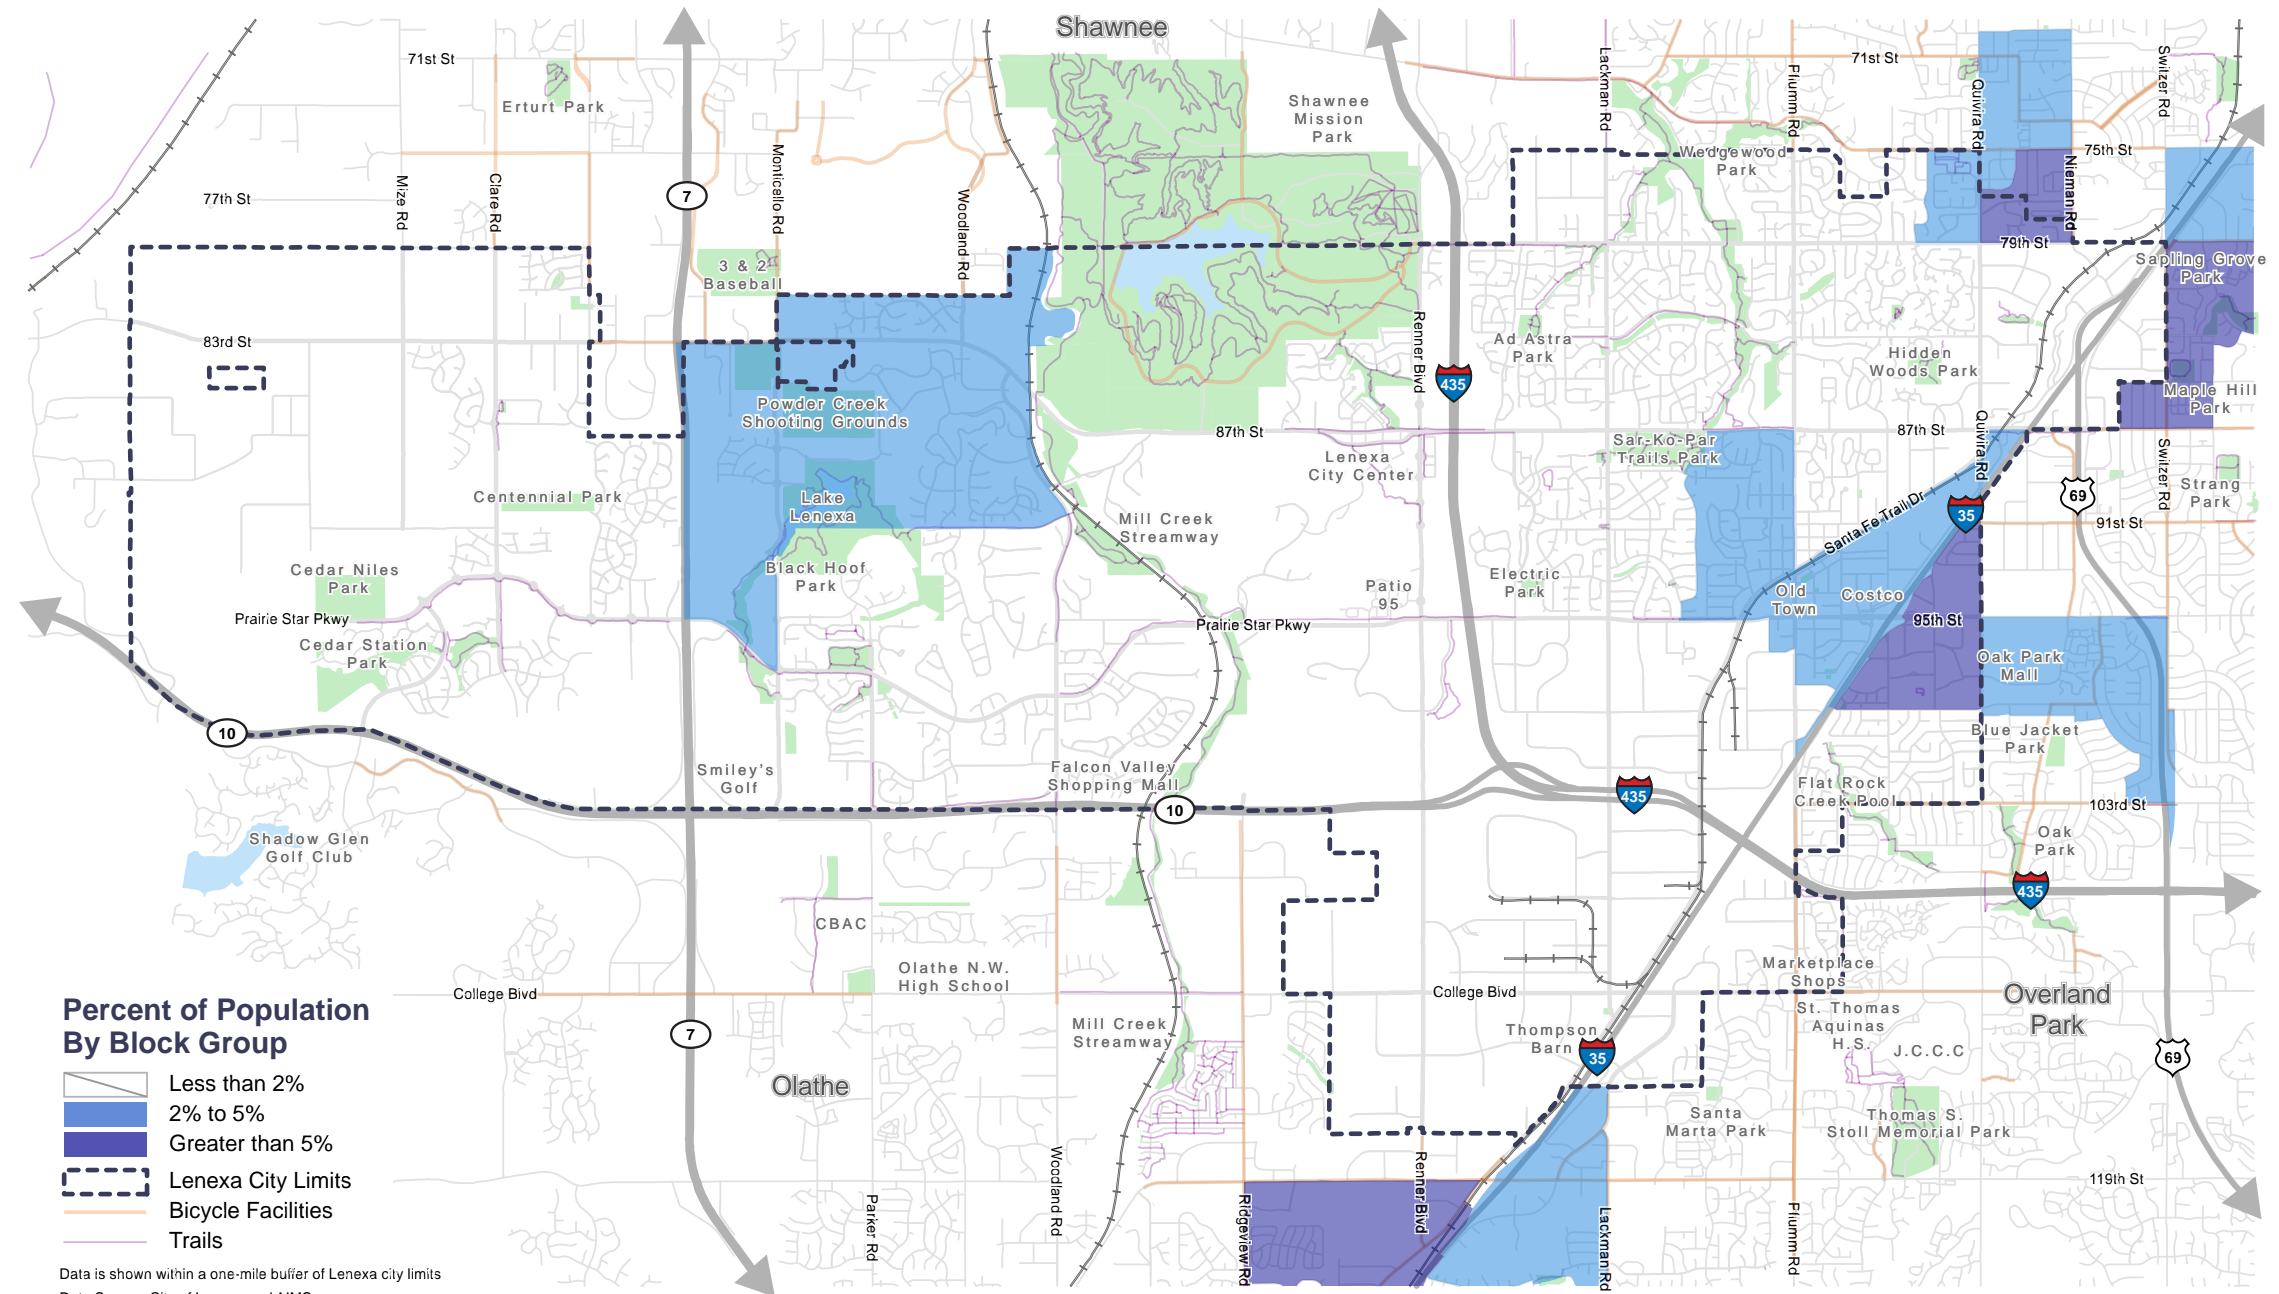 Shawnee
71st St
71st St
Erturt Park
Shawnee
Mission
Park
Lackman Rd
Pflumm Rd
Quivira Rd
Switzer Rd
Wedgewood
Park
75th St
Nieman Rd
77th St
Mize Rd
Clare Rd
7
Monticello Rd
Woodland Rd
79th St
3 & 2
Baseball
Sapling Grove
Park
83rd St
Renner Blvd
435
Ad Astra
Park
Hidden
Woods Park
Maple Hill
Park
Powder Creek
Shooting Grounds
87th St
87th St
Quivira Rd
Switzer Rd
Lenexa
City Center
Sar-Ko-Par
Trails Park
Centennial Park
Lake
Lenexa
Mill Creek
Streamway
Santa Fe Trail Dr
35
69
Strang
Park
91st St
Cedar Niles
Park
Black Hoof
Park
Patio
95
Electric
Park
Old
Town
Costco
Prairie Star Pkwy
Prairie Star Pkwy
95th St
Cedar Station
Park
Oak Park
Mall
10
Blue Jacket
Park
Smiley's
Golf
Falcon Valley
Shopping Mall
10
435
Flat Rock
Creek Pool
103rd St
Shadow Glen
Golf Club
Oak
Park
435
CBAC
Olathe N.W.
High School
Marketplace
Shops
College Blvd
College Blvd
Overland
Park
St. Thomas
Aquinas
H.S.
J.C.C.C
7
Mill Creek
Streamway
Thompson
Barn
35
69
Olathe
Santa
Marta Park
Thomas S.
Stoll Memorial Park
119th St
Parker Rd
Woodland Rd
Ridgeview Rd
Renner Blvd
Lackman Rd
Pflumm Rd
Percent of Population
By Block Group
Less than 2%
2% to 5%
Greater than 5%
Lenexa City Limits
Bicycle Facilities
Trails
Data is shown within a one-mile buffer of Lenexa city limits